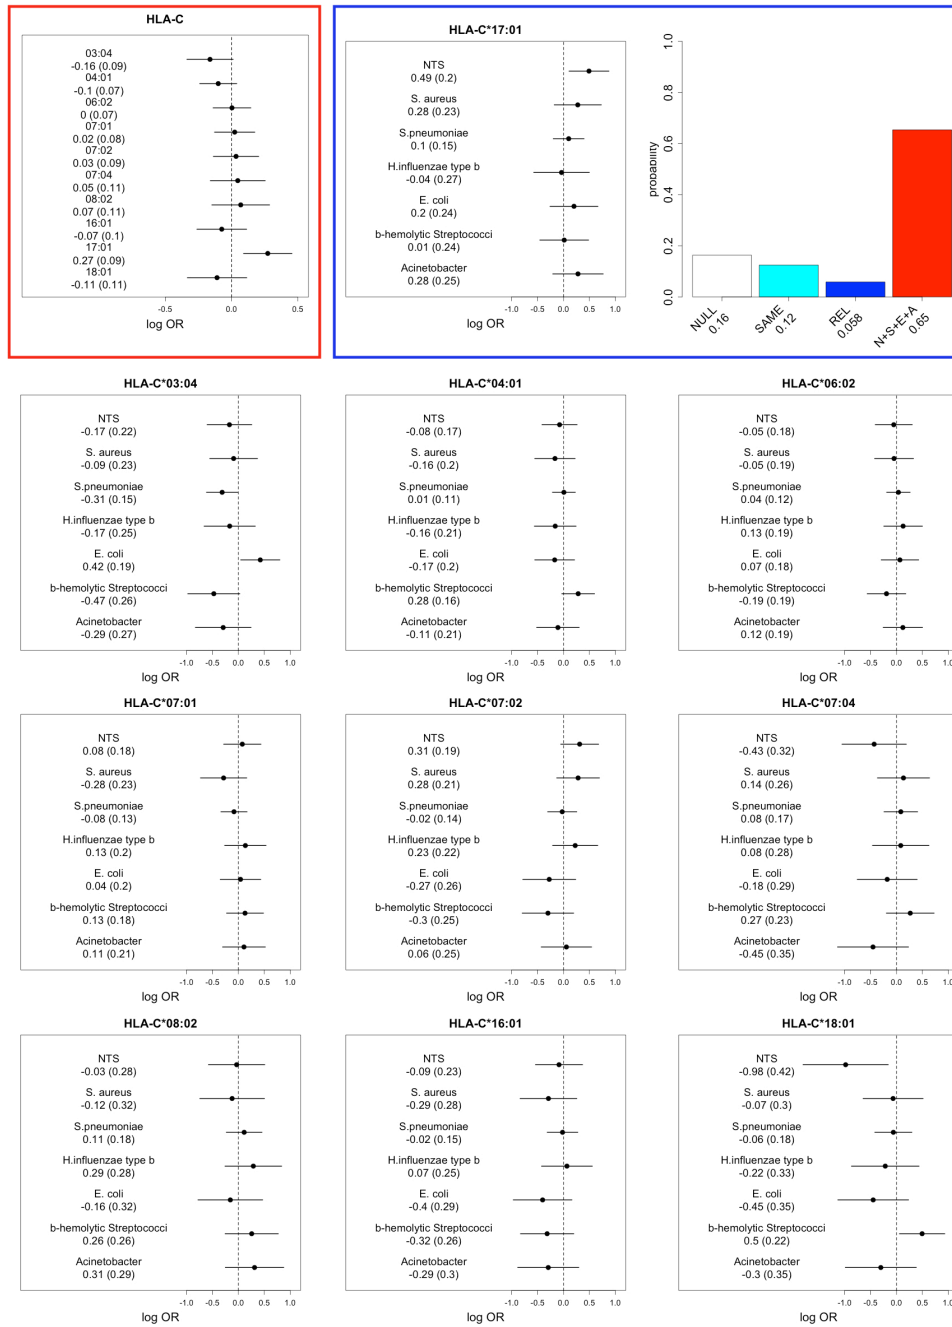 HLA-C
03:04
-0.16 (0.09)
04:01
-0.1 (0.07)
06:02
0 (0.07)
07:01
0.02 (0.08)
07:02
0.03 (0.09)
07:04
0.05 (0.11)
08:02
0.07 (0.11)
16:01
-0.07 (0.1)
17:01
0.27 (0.09)
18:01
-0.11 (0.11)
-0.5 0.0 0.5
log OR
HLA-C*17:01
NTS
0.49 (0.2)
S. aureus
0.28 (0.23)
S.pneumoniae
0.1 (0.15)
H.influenzae type b
-0.04 (0.27)
E. coli
0.2 (0.24)
b-hemolytic Streptococci
0.01 (0.24)
Acinetobacter
0.28 (0.25)
-1.0 -0.5 0.0 0.5 1.0
log OR
probability
1.0
0.8
0.6
0.4
0.2
0.0
NULL
0.16
SAME
0.12
REL
0.058
N+S+E+A
0.65
HLA-C*03:04
NTS
-0.17 (0.22)
S. aureus
-0.09 (0.23)
S.pneumoniae
-0.31 (0.15)
H.influenzae type b
-0.17 (0.25)
E. coli
0.42 (0.19)
b-hemolytic Streptococci
-0.47 (0.26)
Acinetobacter
-0.29 (0.27)
-1.0 -0.5 0.0 0.5 1.0
log OR
HLA-C*04:01
NTS
-0.08 (0.17)
S. aureus
-0.16 (0.2)
S.pneumoniae
0.01 (0.11)
H.influenzae type b
-0.16 (0.21)
E. coli
-0.17 (0.2)
b-hemolytic Streptococci
0.28 (0.16)
Acinetobacter
-0.11 (0.21)
-1.0 -0.5 0.0 0.5 1.0
log OR
HLA-C*06:02
NTS
-0.05 (0.18)
S. aureus
-0.05 (0.19)
S.pneumoniae
0.04 (0.12)
H.influenzae type b
0.13 (0.19)
E. coli
0.07 (0.18)
b-hemolytic Streptococci
-0.19 (0.19)
Acinetobacter
0.12 (0.19)
-1.0 -0.5 0.0 0.5 1.0
log OR
HLA-C*07:01
NTS
0.08 (0.18)
S. aureus
-0.28 (0.23)
S.pneumoniae
-0.08 (0.13)
H.influenzae type b
0.13 (0.2)
E. coli
0.04 (0.2)
b-hemolytic Streptococci
0.13 (0.18)
Acinetobacter
0.11 (0.21)
-1.0 -0.5 0.0 0.5 1.0
log OR
HLA-C*07:02
NTS
0.31 (0.19)
S. aureus
0.28 (0.21)
S.pneumoniae
-0.02 (0.14)
H.influenzae type b
0.23 (0.22)
E. coli
-0.27 (0.26)
b-hemolytic Streptococci
-0.3 (0.25)
Acinetobacter
0.06 (0.25)
-1.0 -0.5 0.0 0.5 1.0
log OR
HLA-C*07:04
NTS
-0.43 (0.32)
S. aureus
0.14 (0.26)
S.pneumoniae
0.08 (0.17)
H.influenzae type b
0.08 (0.28)
E. coli
-0.18 (0.29)
b-hemolytic Streptococci
0.27 (0.23)
Acinetobacter
-0.45 (0.35)
-1.0 -0.5 0.0 0.5 1.0
log OR
HLA-C*08:02
NTS
-0.03 (0.28)
S. aureus
-0.12 (0.32)
S.pneumoniae
0.11 (0.18)
H.influenzae type b
0.29 (0.28)
E. coli
-0.16 (0.32)
b-hemolytic Streptococci
0.26 (0.26)
Acinetobacter
0.31 (0.29)
-1.0 -0.5 0.0 0.5 1.0
log OR
HLA-C*16:01
NTS
-0.09 (0.23)
S. aureus
-0.29 (0.28)
S.pneumoniae
-0.02 (0.15)
H.influenzae type b
0.07 (0.25)
E. coli
-0.4 (0.29)
b-hemolytic Streptococci
-0.32 (0.26)
Acinetobacter
-0.29 (0.3)
-1.0 -0.5 0.0 0.5 1.0
log OR
HLA-C*18:01
NTS
-0.98 (0.42)
S. aureus
-0.07 (0.3)
S.pneumoniae
-0.06 (0.18)
H.influenzae type b
-0.22 (0.33)
E. coli
-0.45 (0.35)
b-hemolytic Streptococci
0.5 (0.22)
Acinetobacter
-0.3 (0.35)
-1.0 -0.5 0.0 0.5 1.0
log OR